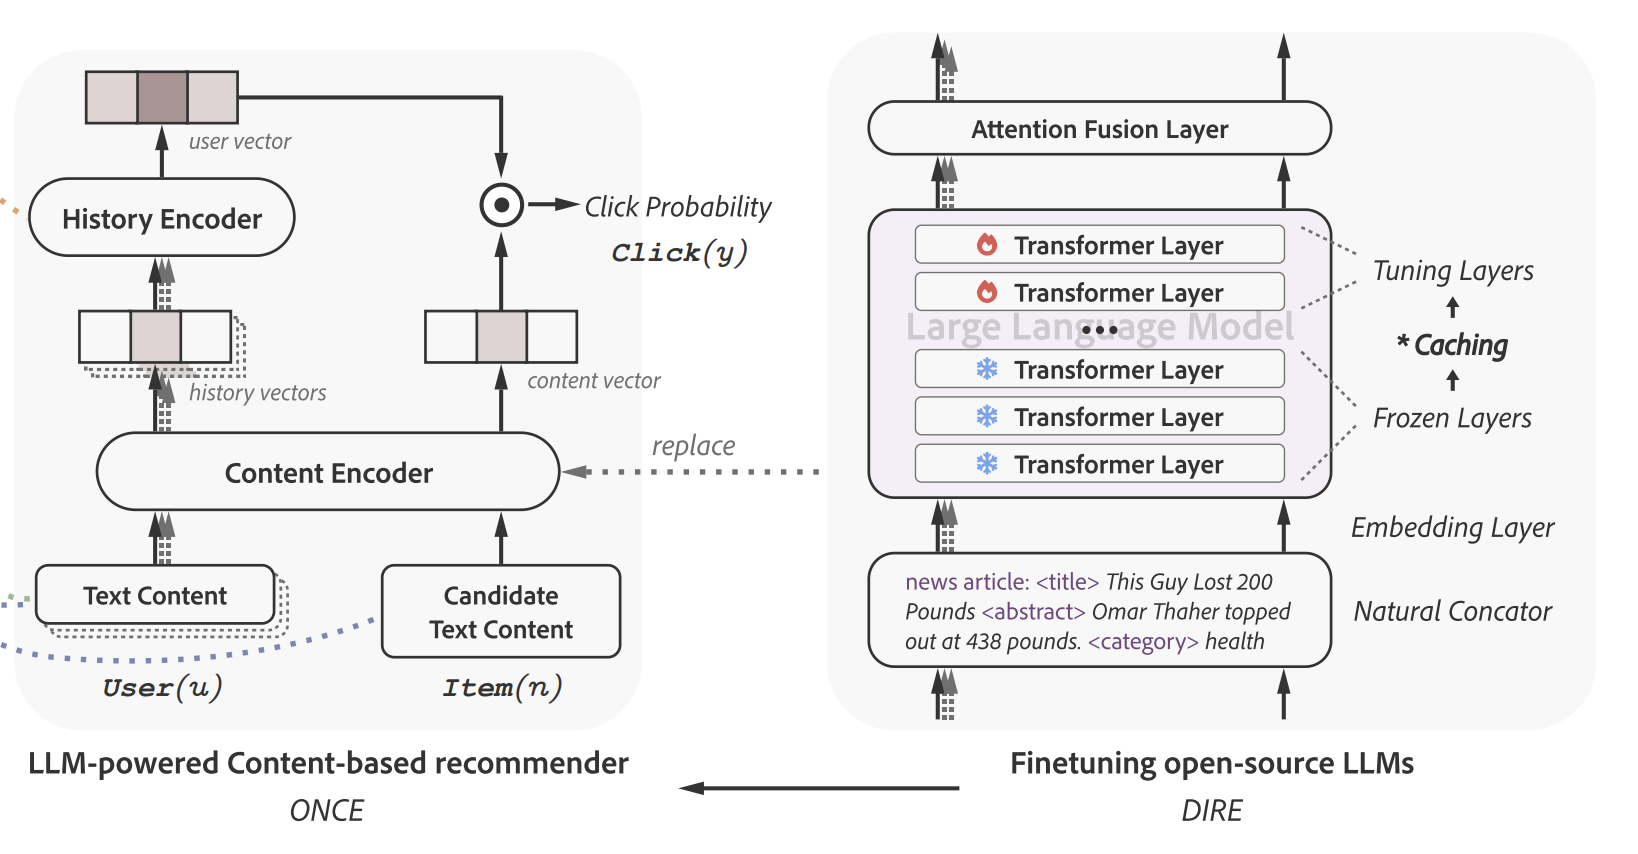 user vector
History Encoder
Click Probability
Click(y)
history vectors
content vector
Content Encoder
replace
Text Content
Candidate
Text Content
User(u)
Item(n)
LLM-powered Content-based recommender
ONCE
Attention Fusion Layer
Transformer Layer
Transformer Layer
Large Language Model
Transformer Layer
Transformer Layer
Transformer Layer
Tuning Layers
* Caching
Frozen Layers
Embedding Layer
news article: <title> This Guy Lost 200
Pounds <abstract> Omar Thaher topped
out at 438 pounds. <category> health
Natural Concator
Finetuning open-source LLMs
DIRE